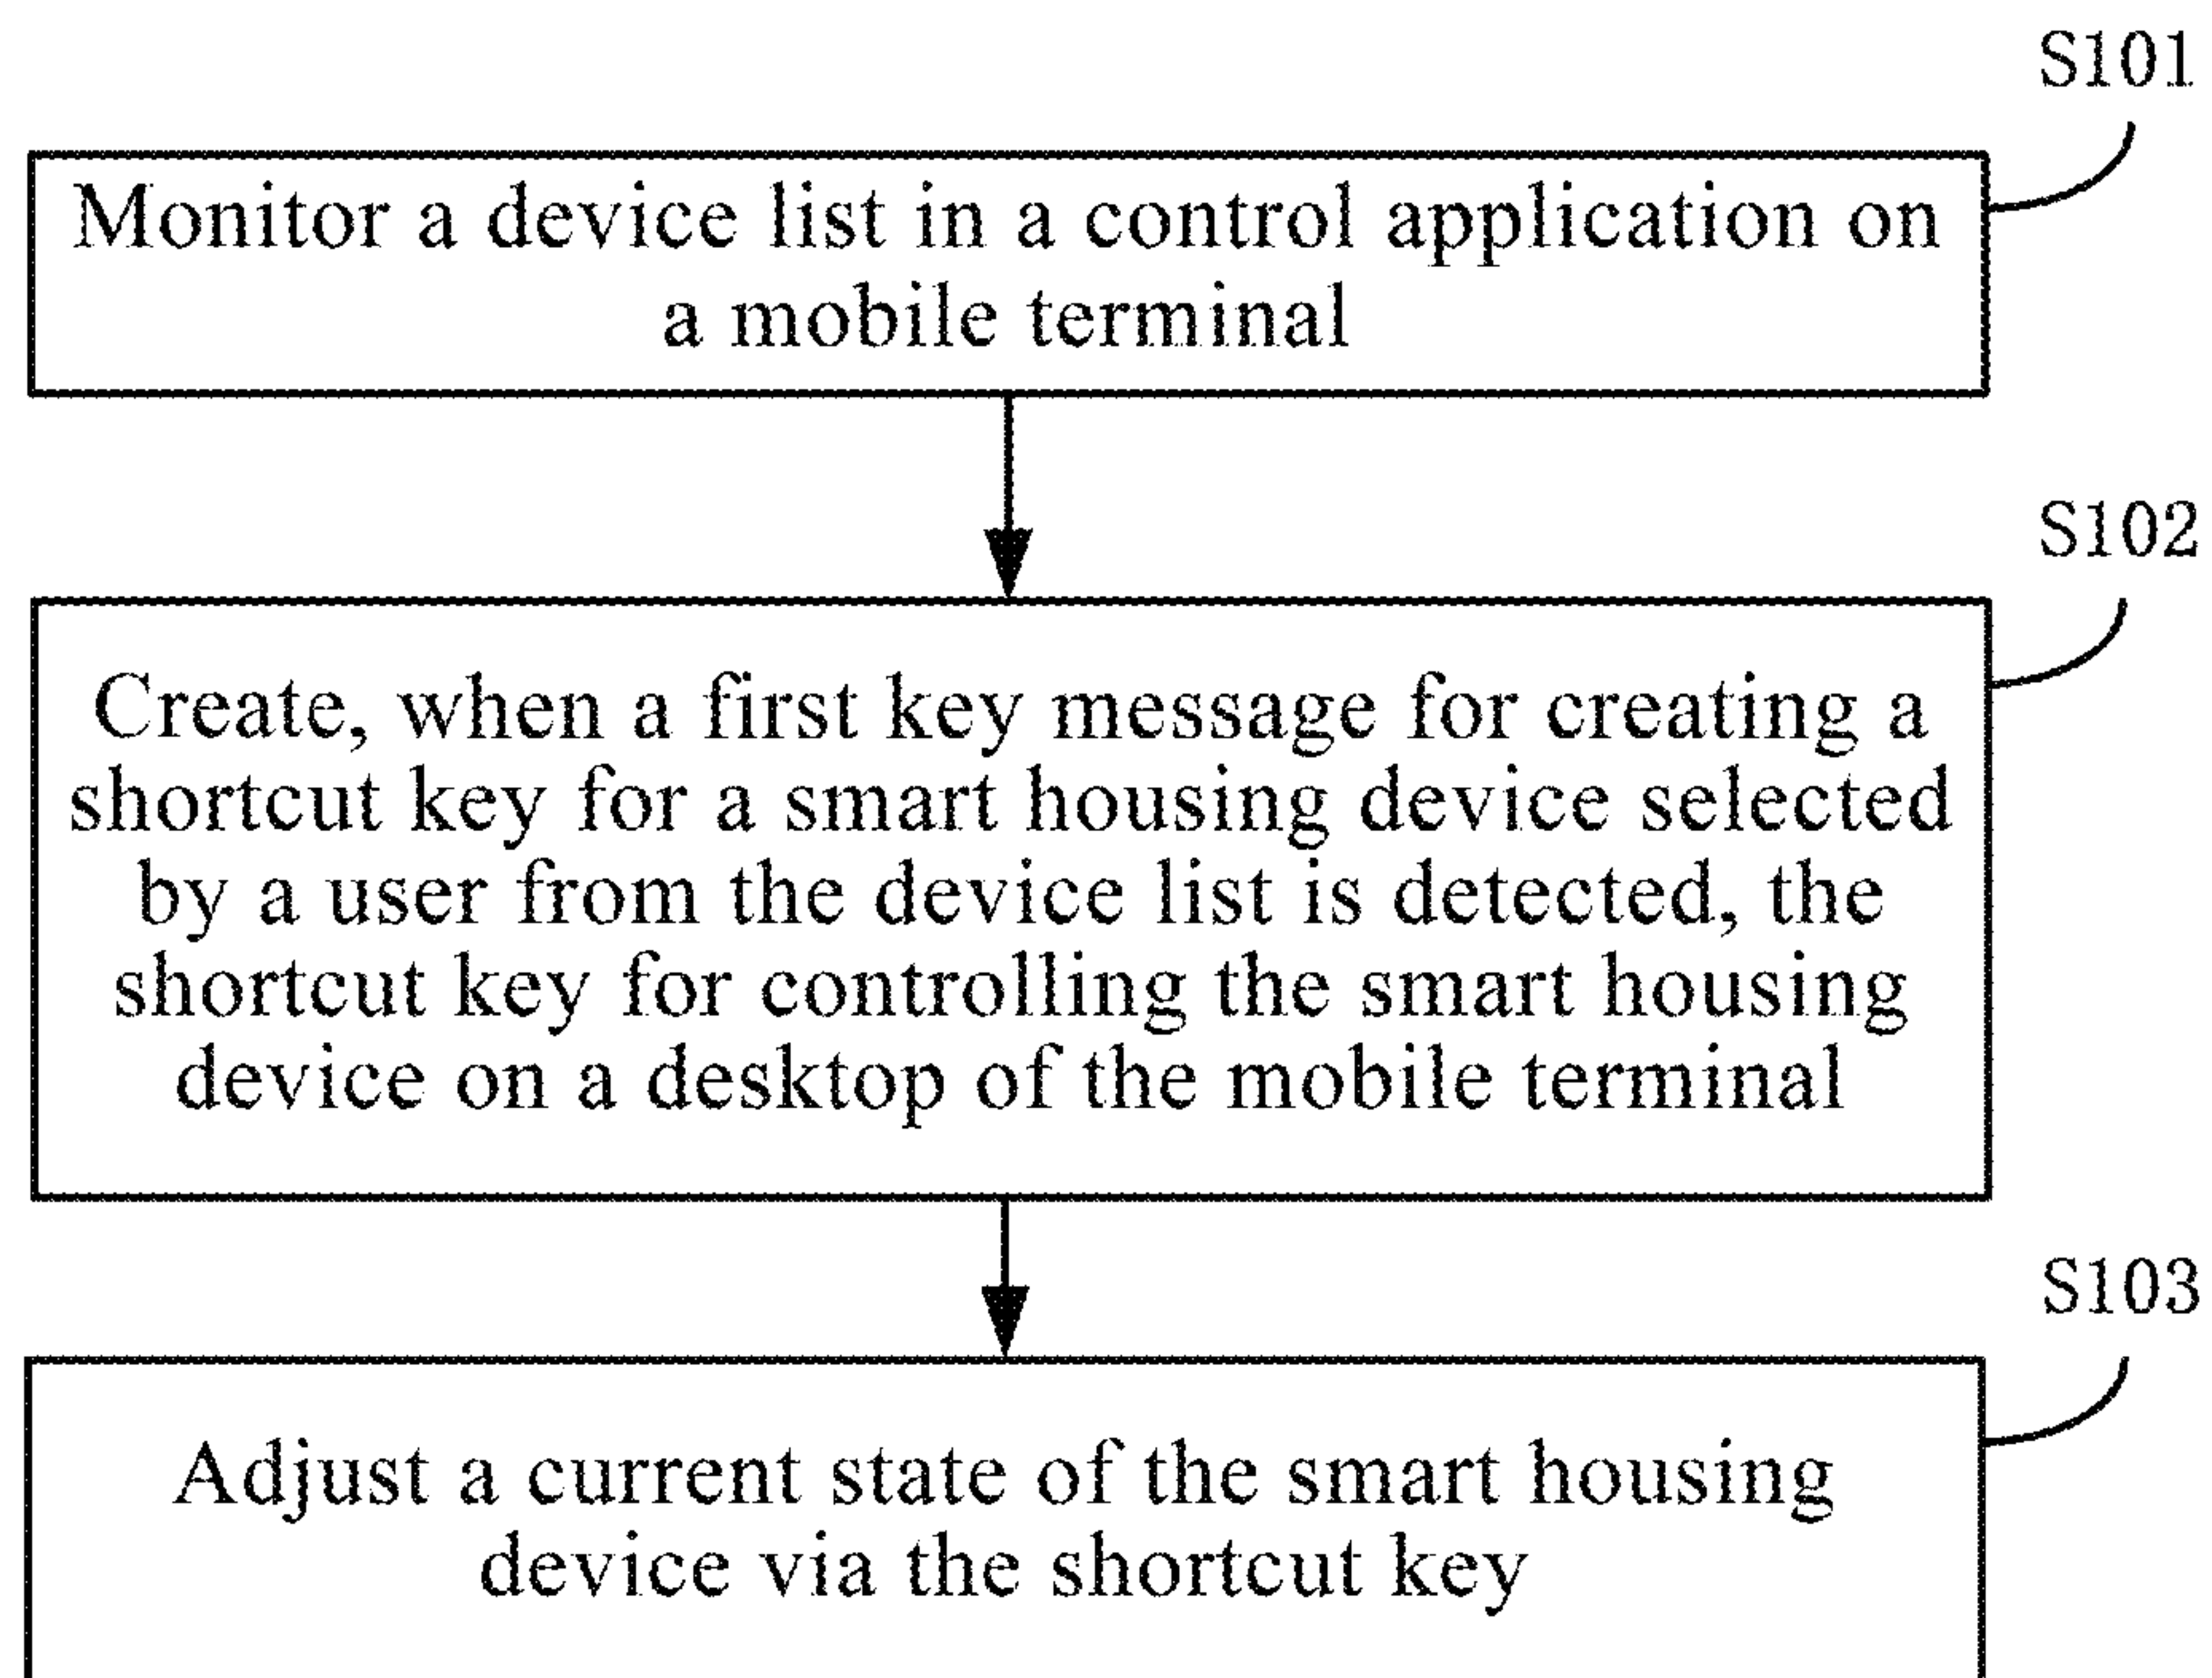 S101
Monitor a device list in a control application on
a mobile terminal
S102
Create, when a first key message for creating a
shortcut key for a smart housing device selected
by a user from the device list is detected, the
shortcut key for controlling the smart housing
device on a desktop of the mobile terminal
S103
Adjust a current state of the smart housing
device via the shortcut key